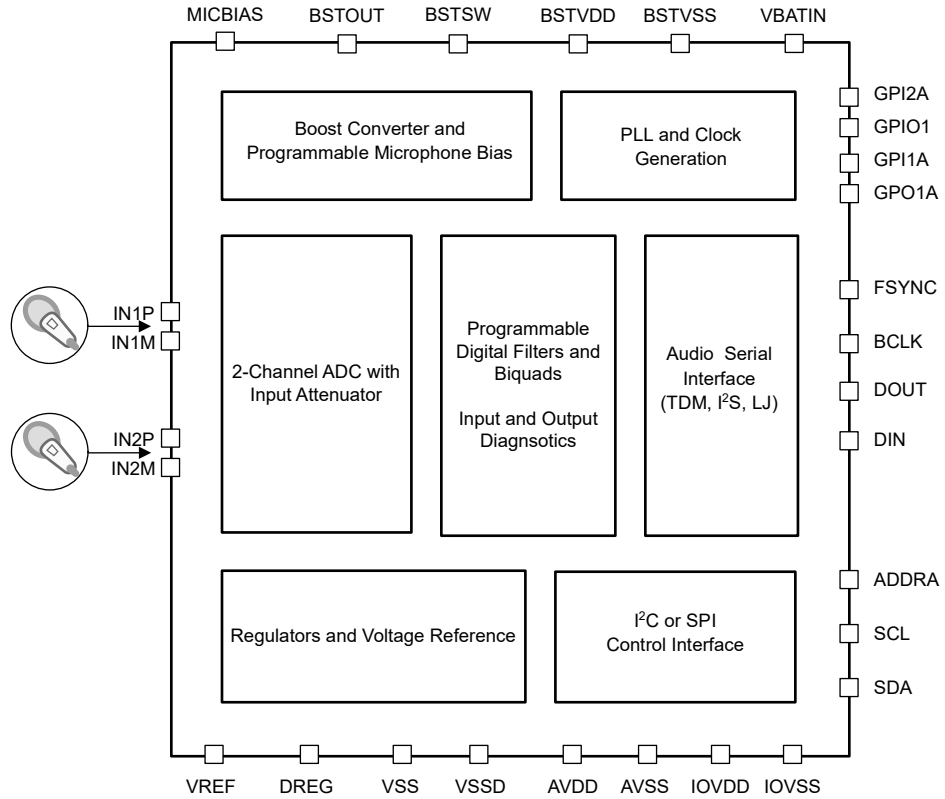 MICBIAS
BSTOUT
BSTSW
BSTVDD
BSTVSS
VBATIN
GPI2A
GPIO1
GPI1A
GPO1A
Boost Converter and
Programmable Microphone Bias
PLL and Clock
Generation
IN1P
IN1M
IN2P
IN2M
2-Channel ADC with
Input Attenuator
Programmable
Digital Filters and
Biquads
Input and Output
Diagnsotics
Audio Serial
Interface
(TDM, I²S, LJ)
FSYNC
BCLK
DOUT
DIN
Regulators and Voltage Reference
I²C or SPI
Control Interface
ADDRA
SCL
SDA
VREF
DREG
VSS
VSSD
AVDD
AVSS
IOVDD
IOVSS